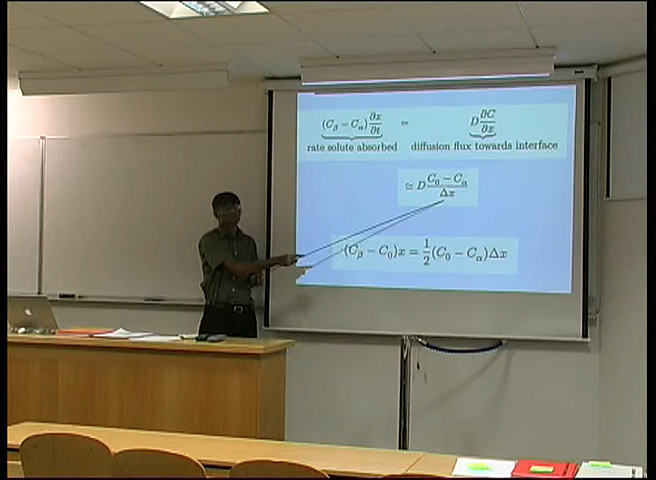 (C_β − C_α) ∂x/∂t = D ∂C/∂x
rate solute absorbed diffusion flux towards interface
≃ D (C_0 − C_α)/Δx
(C_β − C_0)x = 1/2 (C_0 − C_α)Δx